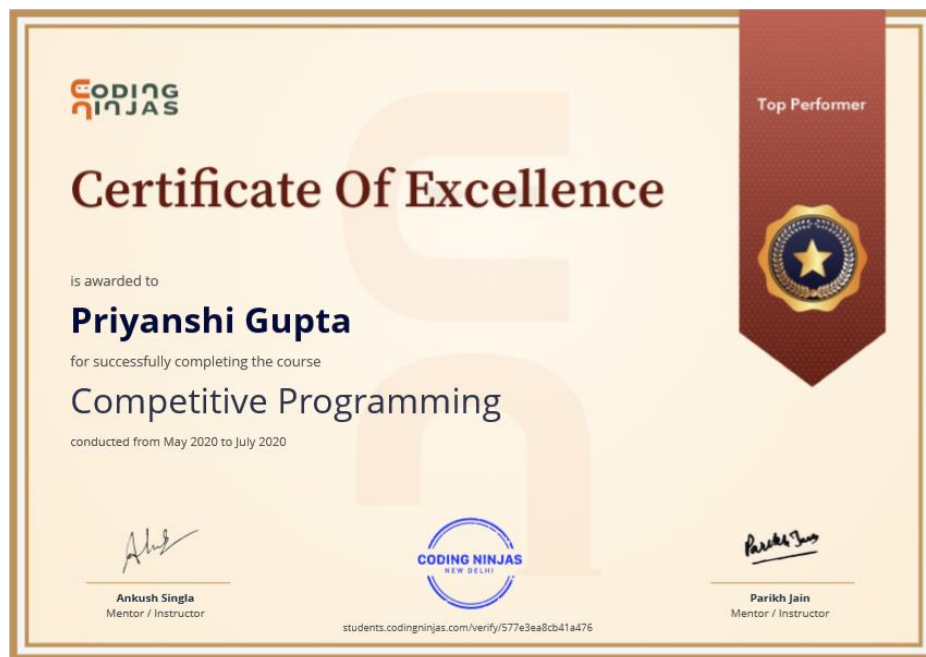 CODING
NINJAS
Top Performer
Certificate Of Excellence
is awarded to
Priyanshi Gupta
for successfully completing the course
Competitive Programming
conducted from May 2020 to July 2020
Parikh Jain
CODING NINJAS
NEW DELHI
Ankush Singla
Mentor / Instructor
Parikh Jain
Mentor / Instructor
students.codingninjas.com/verify/577e3ea8cb41a476